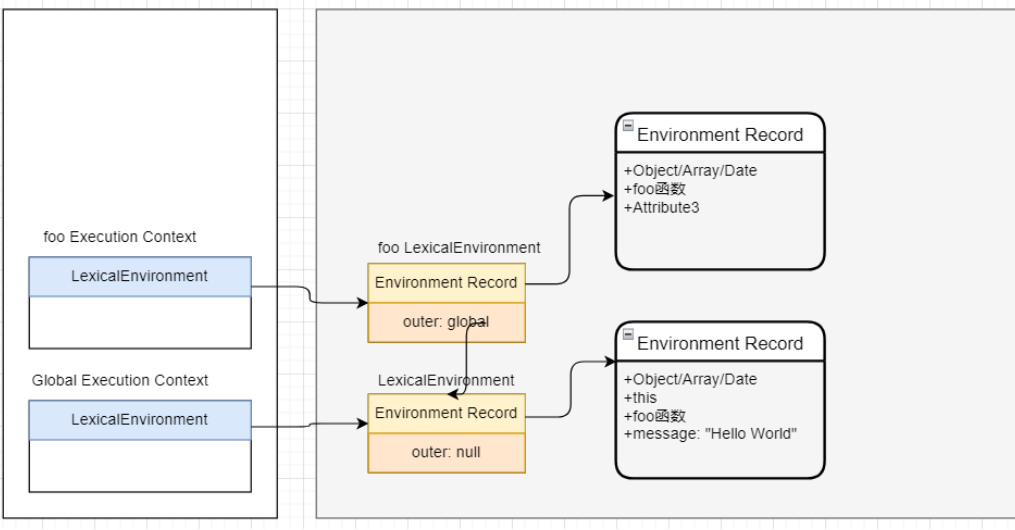 Environment Record
+Object/Array/Date
+foo函数
+Attribute3
foo Execution Context
LexicalEnvironment
foo LexicalEnvironment
Environment Record
outer: global
Environment Record
+Object/Array/Date
+this
+foo函数
+message: "Hello World"
Global Execution Context
LexicalEnvironment
LexicalEnvironment
Environment Record
outer: null